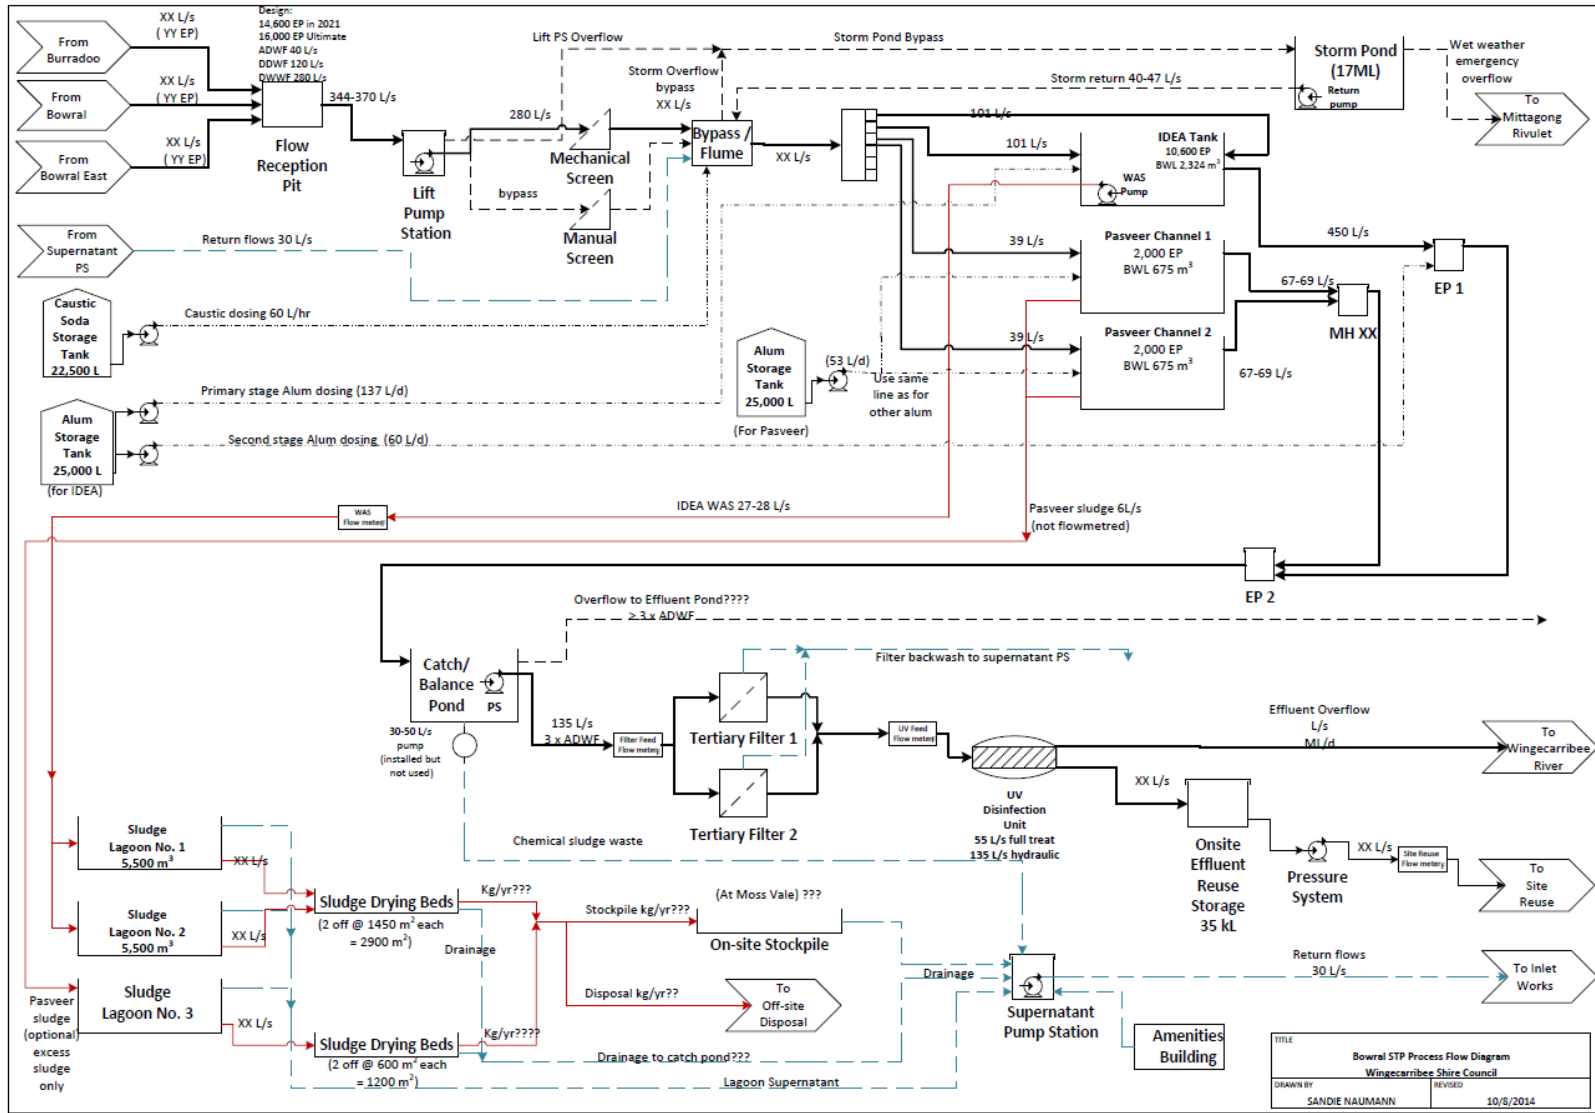 Design:
14,600 EP in 2021
16,000 EP Ultimate
ADWF 40 L/s
DDWF 120 L/s
DWWF 280 L/s
From
Burradoo
XX L/s
( YY EP)
From
Bowral
XX L/s
( YY EP)
From
Bowral East
XX L/s
( YY EP)
Flow
Reception
Pit
344-370 L/s
Lift
Pump
Station
Lift PS Overflow
280 L/s
Mechanical
Screen
bypass
Manual
Screen
Storm Overflow
bypass
XX L/s
Storm Pond Bypass
Bypass /
Flume
XX L/s
Storm return 40-47 L/s
Storm Pond
(17ML)
Return
pump
Wet weather
emergency
overflow
To
Mittagong
Rivulet
101 L/s
101 L/s
IDEA Tank
10,600 EP
BWL 2,324 m³
WAS
Pump
From
Supernatant
PS
Return flows 30 L/s
39 L/s
Pasveer Channel 1
2,000 EP
BWL 675 m³
67-69 L/s
450 L/s
EP 1
MH XX
39 L/s
Pasveer Channel 2
2,000 EP
BWL 675 m³
67-69 L/s
Caustic
Soda
Storage
Tank
22,500 L
Caustic dosing 60 L/hr
Alum
Storage
Tank
25,000 L
(For Pasveer)
(53 L/d)
Use same
line as for
other alum
Primary stage Alum dosing (137 L/d)
Alum
Storage
Tank
25,000 L
(for IDEA)
Second stage Alum dosing (60 L/d)
WAS
Flow meter
IDEA WAS 27-28 L/s
Pasveer sludge 6L/s
(not flowmetred)
EP 2
Overflow to Effluent Pond????
> 3 x ADWF
Catch/
Balance
Pond
PS
30-50 L/s
pump
(installed but
not used)
135 L/s
3 x ADWF
Filter Feed
Flow meter
Tertiary Filter 1
Tertiary Filter 2
Filter backwash to supernatant PS
UV Feed
Flow meter
UV
Disinfection
Unit
55 L/s full treat
135 L/s hydraulic
Effluent Overflow
L/s
ML/d
To
Wingecarribee
River
XX L/s
Onsite
Effluent
Reuse
Storage
35 kL
Pressure
System
XX L/s
Site Reuse
Flow meter
To
Site
Reuse
Chemical sludge waste
Sludge
Lagoon No. 1
5,500 m³
XX L/s
Sludge
Lagoon No. 2
5,500 m³
XX L/s
Sludge
Lagoon No. 3
XX L/s
Pasveer
sludge
(optional)
excess
sludge
only
Sludge Drying Beds
(2 off @ 1450 m² each
= 2900 m²)
Kg/yr???
Drainage
Sludge Drying Beds
(2 off @ 600 m² each
= 1200 m²)
Kg/yr????
Stockpile kg/yr???
(At Moss Vale) ???
On-site Stockpile
Disposal kg/yr??
To
Off-site
Disposal
Drainage
Drainage to catch pond???
Lagoon Supernatant
Supernatant
Pump Station
Return flows
30 L/s
To Inlet
Works
Amenities
Building
TITLE
Bowral STP Process Flow Diagram
Wingecarribee Shire Council
DRAWN BY
SANDIE NAUMANN
REVISED
10/8/2014